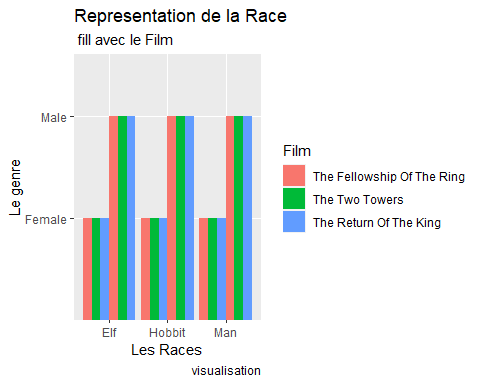 Representation de la Race
fill avec le Film
Le genre
Male
Female
Elf Hobbit Man
Les Races
visualisation
Film
The Fellowship Of The Ring
The Two Towers
The Return Of The King